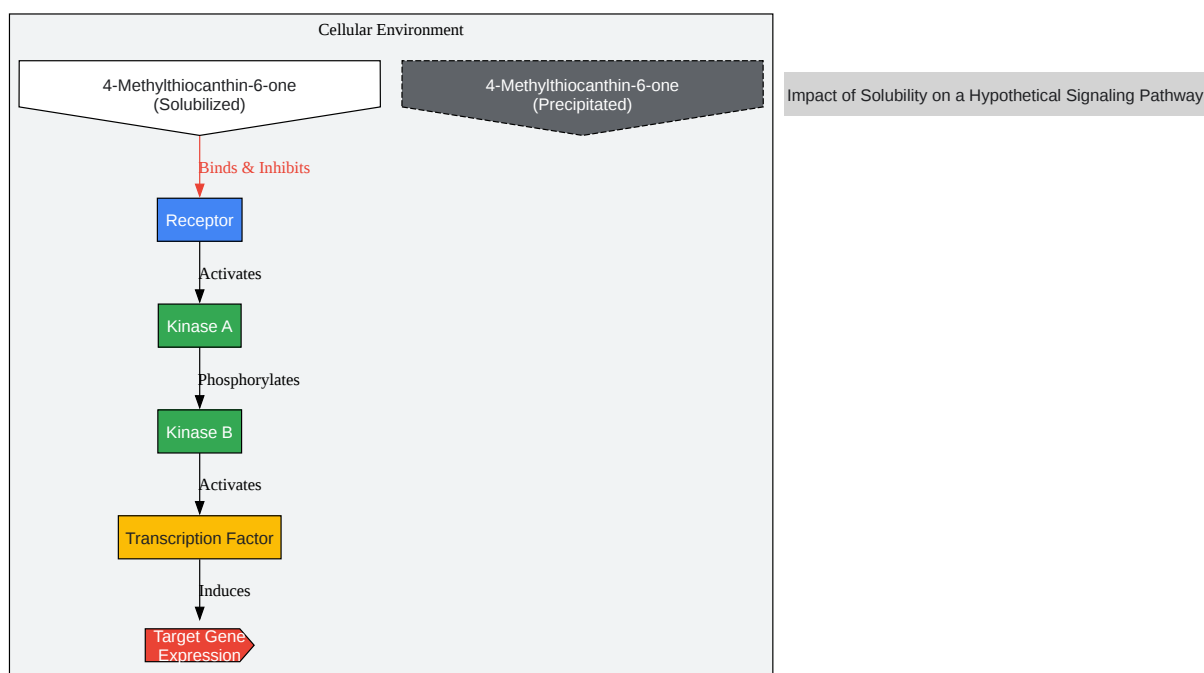 Cellular Environment
4-Methylthiocanthin-6-one
(Solubilized)
4-Methylthiocanthin-6-one
(Precipitated)
Impact of Solubility on a Hypothetical Signaling Pathway
Binds & Inhibits
Receptor
Activates
Kinase A
Phosphorylates
Kinase B
Activates
Transcription Factor
Induces
Target Gene
Expression